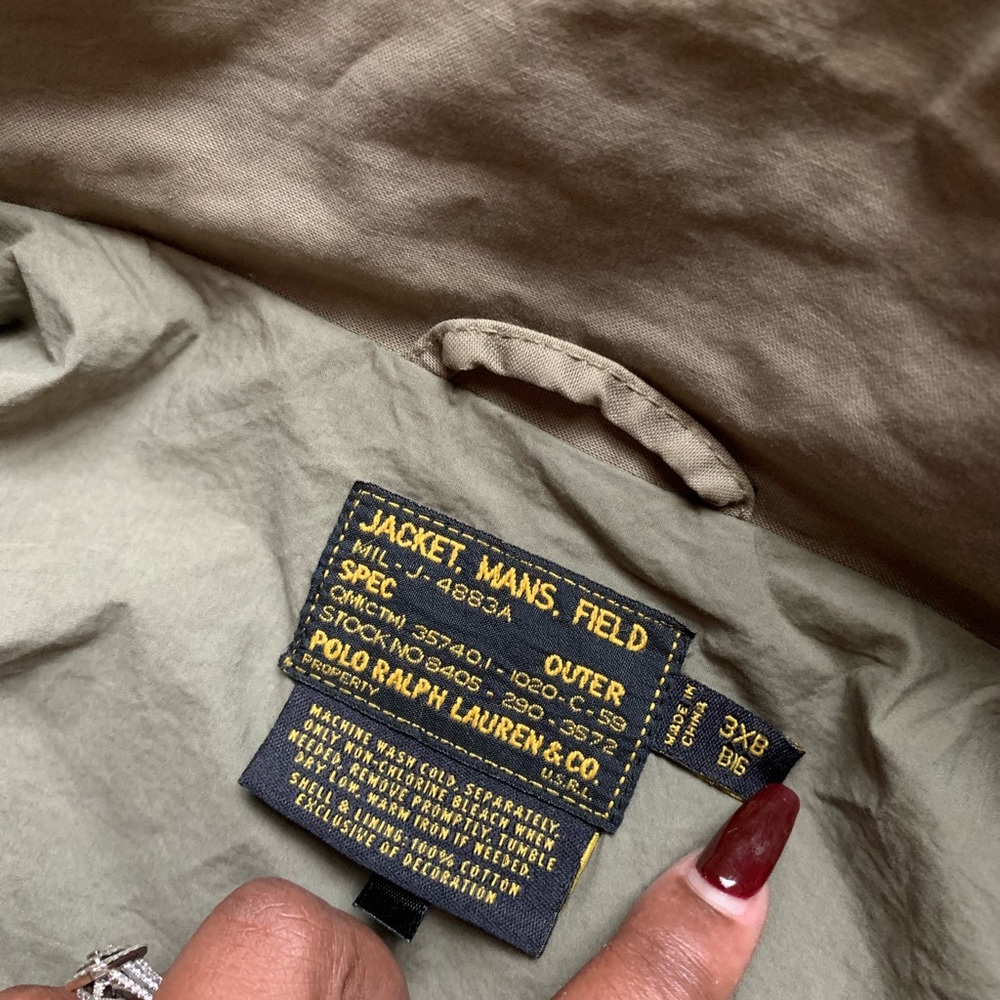 JACKET, MANS, FIELD
MIL - J - 4883A
SPEC OUTER
QM(CTM) 35740.1 - 1020 - C - 59
STOCK NO 8405 - 290 - 3572
POLO RALPH LAUREN & CO.
PROPERTY U.S.R.L
MACHINE WASH COLD, SEPARATELY.
ONLY NON-CHLORINE BLEACH WHEN
NEEDED. REMOVE PROMPTLY. TUMBLE
DRY LOW. WARM IRON IF NEEDED.
SHELL & LINING: 100% COTTON
EXCLUSIVE OF DECORATION
MADE IN
CHINA
3XB
B16